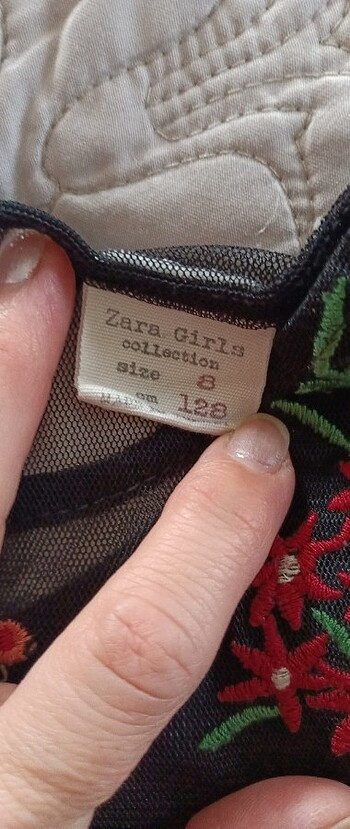 Zara Girls
collection
size 8
cm 128